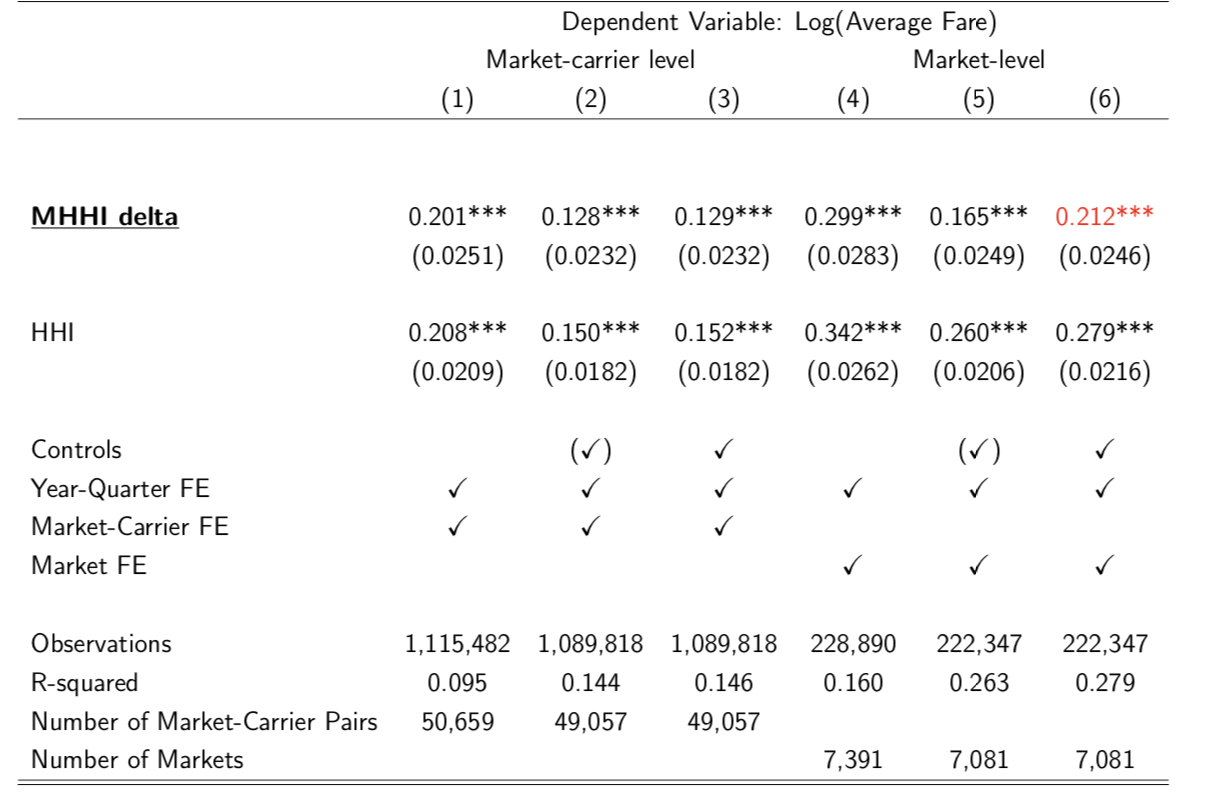 Dependent Variable: Log(Average Fare)
Market-carrier level Market-level
(1) (2) (3) (4) (5) (6)
MHHI delta 0.201*** 0.128*** 0.129*** 0.299*** 0.165*** 0.212***
(0.0251) (0.0232) (0.0232) (0.0283) (0.0249) (0.0246)
HHI 0.208*** 0.150*** 0.152*** 0.342*** 0.260*** 0.279***
(0.0209) (0.0182) (0.0182) (0.0262) (0.0206) (0.0216)
Controls (✓) ✓ (✓) ✓
Year-Quarter FE ✓ ✓ ✓ ✓ ✓ ✓
Market-Carrier FE ✓ ✓ ✓
Market FE ✓ ✓ ✓
Observations 1,115,482 1,089,818 1,089,818 228,890 222,347 222,347
R-squared 0.095 0.144 0.146 0.160 0.263 0.279
Number of Market-Carrier Pairs 50,659 49,057 49,057
Number of Markets 7,391 7,081 7,081